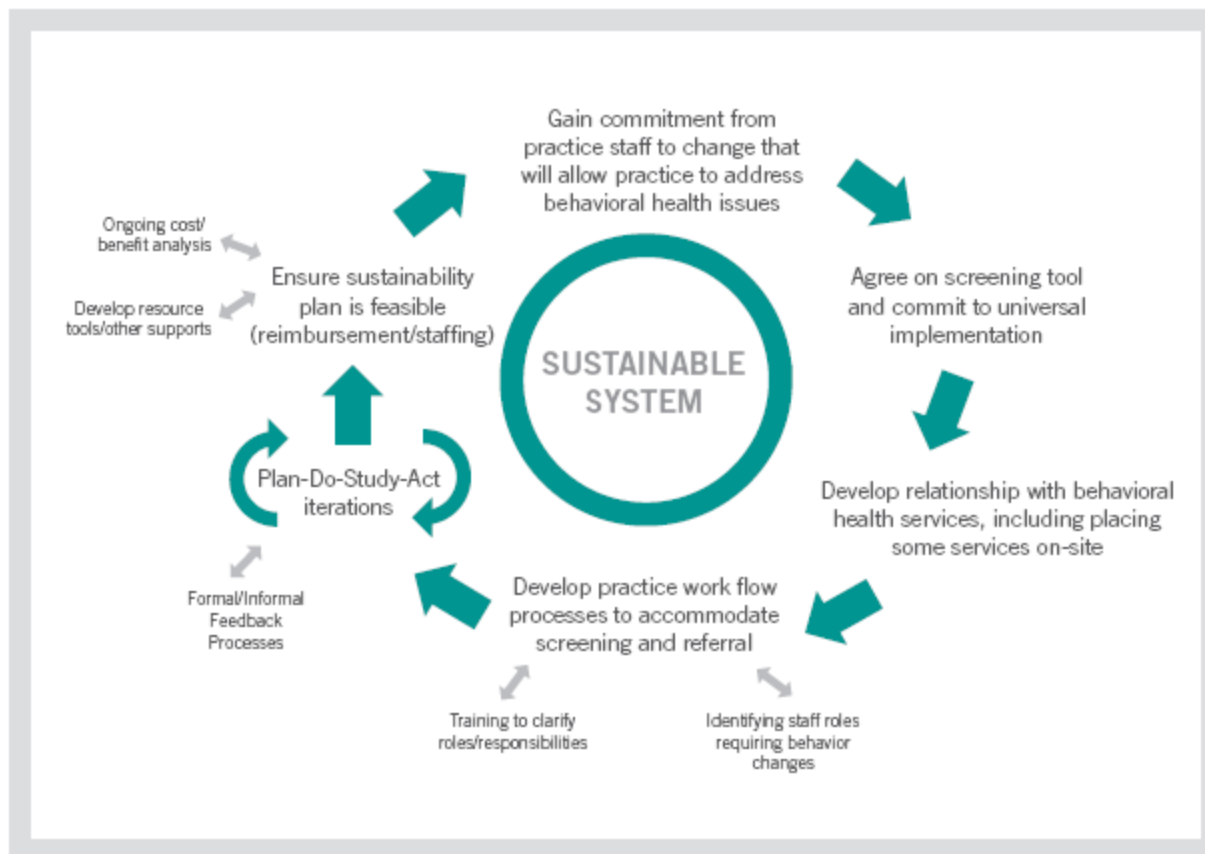 Gain commitment from
practice staff to change that
will allow practice to address
behavioral health issues
Agree on screening tool
and commit to universal
implementation
Develop relationship with behavioral
health services, including placing
some services on-site
Develop practice work flow
processes to accommodate
screening and referral
Identifying staff roles
requiring behavior
changes
Training to clarify
roles/responsibilities
Plan-Do-Study-Act
iterations
Formal/Informal
Feedback
Processes
Ensure sustainability
plan is feasible
(reimbursement/staffing)
Ongoing cost/
benefit analysis
Develop resource
tools/other supports
SUSTAINABLE
SYSTEM